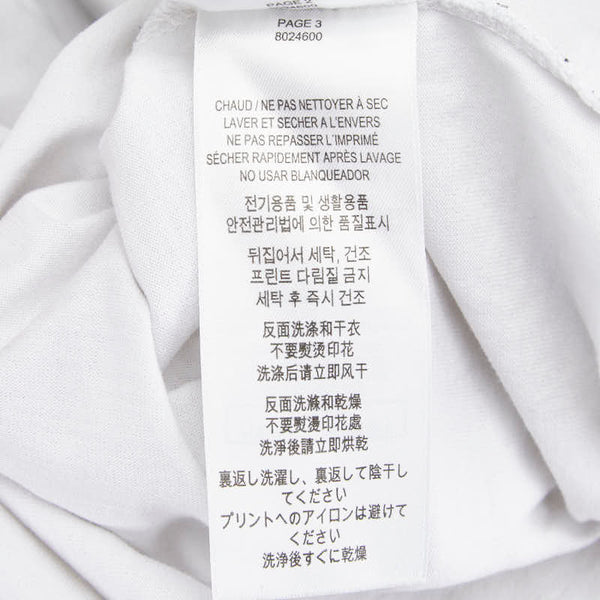 PAGE 2
8024600
PAGE 3
8024600
CHAUD / NE PAS NETTOYER À SEC
LAVER ET SECHER A L'ENVERS
NE PAS REPASSER L'IMPRIMÉ
SÉCHER RAPIDEMENT APRÈS LAVAGE
NO USAR BLANQUEADOR
전기용품 및 생활용품
안전관리법에 의한 품질표시
뒤집어서 세탁, 건조
프린트 다림질 금지
세탁 후 즉시 건조
反面洗涤和干衣
不要熨烫印花
洗涤后请立即风干
反面洗滌和乾燥
不要熨燙印花處
洗淨後請立即烘乾
裏返し洗濯し、裏返して陰干し
てください
プリントへのアイロンは避けて
ください
洗浄後すぐに乾燥